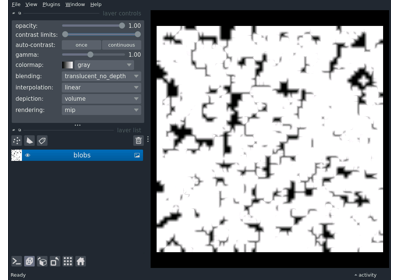 File View Plugins Window Help
layer controls
opacity: 1.00
contrast limits:
auto-contrast: once continuous
gamma: 1.00
colormap: gray
blending: translucent_no_depth
interpolation: linear
depiction: volume
rendering: mip
layer list
blobs
Ready
activity